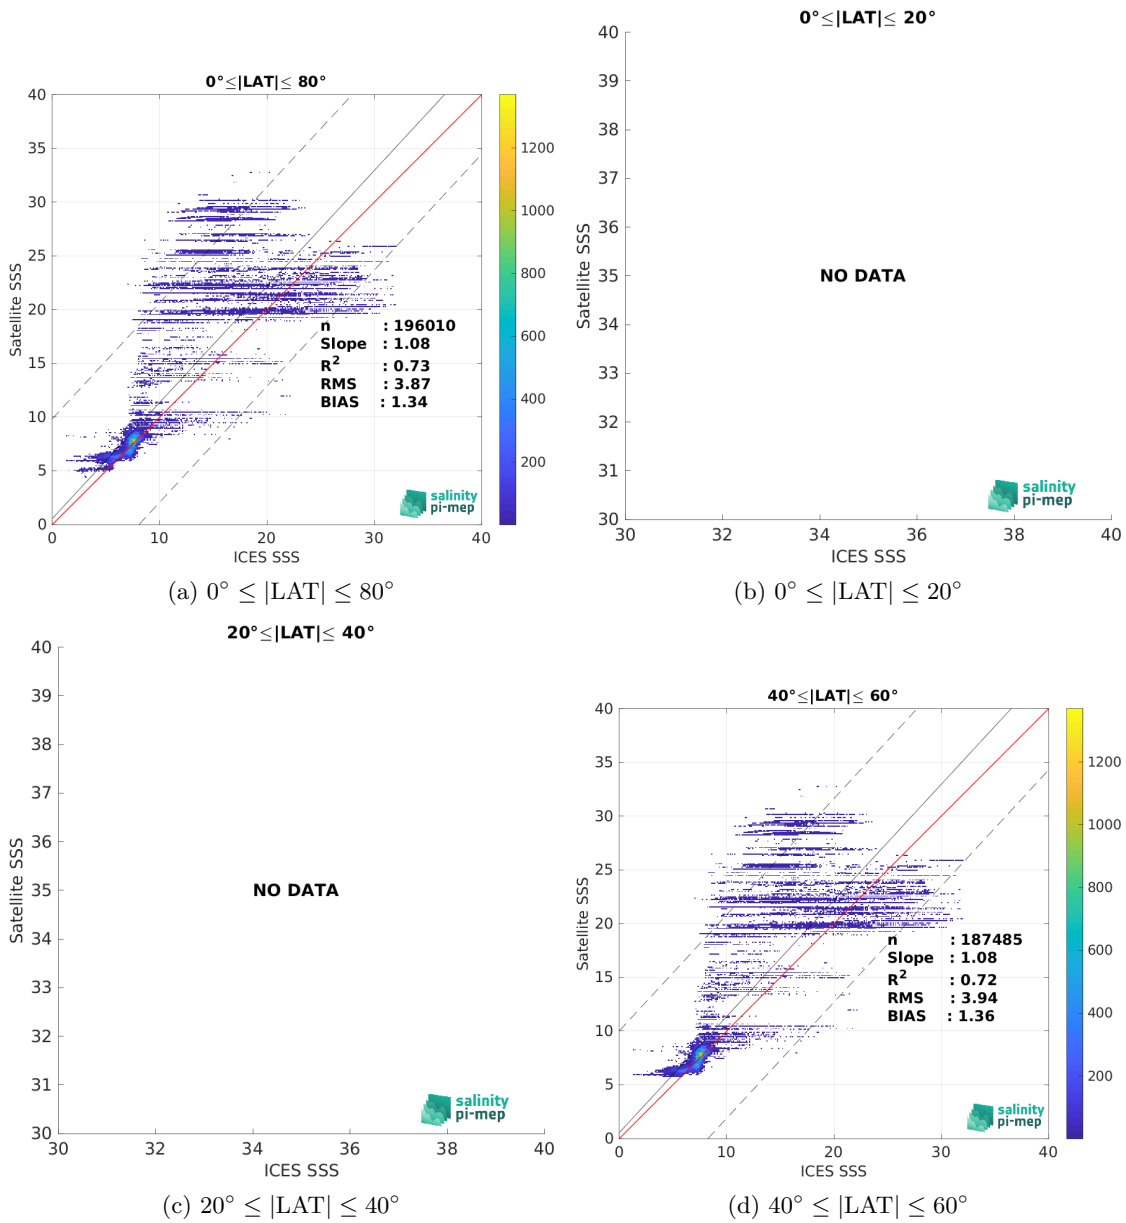 0°≤|LAT|≤ 80°
Satellite SSS
40
35
30
25
20
15
10
5
0
0
10
20
30
40
ICES SSS
1200
1000
800
600
400
200
n : 196010
Slope : 1.08
R² : 0.73
RMS : 3.87
BIAS : 1.34
salinity
pi-mep
(a) 0° ≤ |LAT| ≤ 80°
0°≤|LAT|≤ 20°
Satellite SSS
40
39
38
37
36
35
34
33
32
31
30
NO DATA
30
32
34
36
38
40
ICES SSS
salinity
pi-mep
(b) 0° ≤ |LAT| ≤ 20°
20°≤|LAT|≤ 40°
Satellite SSS
40
39
38
37
36
35
34
33
32
31
30
NO DATA
30
32
34
36
38
40
ICES SSS
salinity
pi-mep
(c) 20° ≤ |LAT| ≤ 40°
40°≤|LAT|≤ 60°
Satellite SSS
40
35
30
25
20
15
10
5
0
0
10
20
30
40
ICES SSS
1200
1000
800
600
400
200
n : 187485
Slope : 1.08
R² : 0.72
RMS : 3.94
BIAS : 1.36
salinity
pi-mep
(d) 40° ≤ |LAT| ≤ 60°